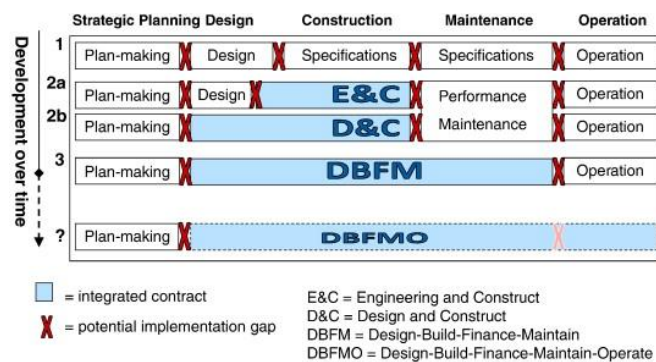 Strategic Planning Design Construction Maintenance Operation
Development over time
1 Plan-making Design Specifications Specifications Operation
2a Plan-making Design E&C Performance Operation
2b Plan-making D&C Maintenance Operation
3 Plan-making DBFM Operation
? Plan-making DBFMO
= integrated contract
= potential implementation gap
E&C = Engineering and Construct
D&C = Design and Construct
DBFM = Design-Build-Finance-Maintain
DBFMO = Design-Build-Finance-Maintain-Operate